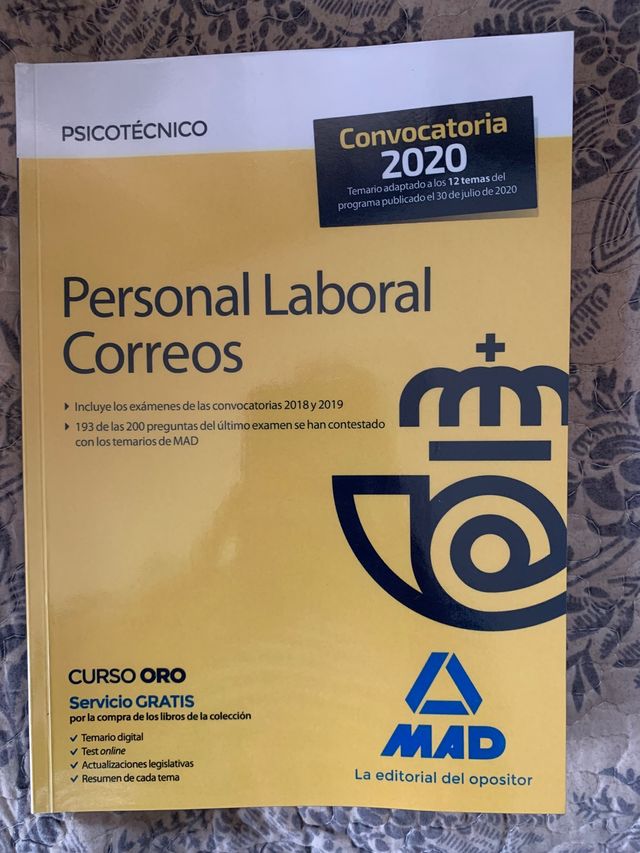 PSICOTÉCNICO
Convocatoria
2020
Temario adaptado a los 12 temas del
programa publicado el 30 de julio de 2020
Personal Laboral
Correos
Incluye los exámenes de las convocatorias 2018 y 2019
193 de las 200 preguntas del último examen se han contestado
con los temarios de MAD
CURSO ORO
Servicio GRATIS
por la compra de los libros de la colección
✓ Temario digital
✓ Test online
✓ Actualizaciones legislativas
✓ Resumen de cada tema
MAD
La editorial del opositor